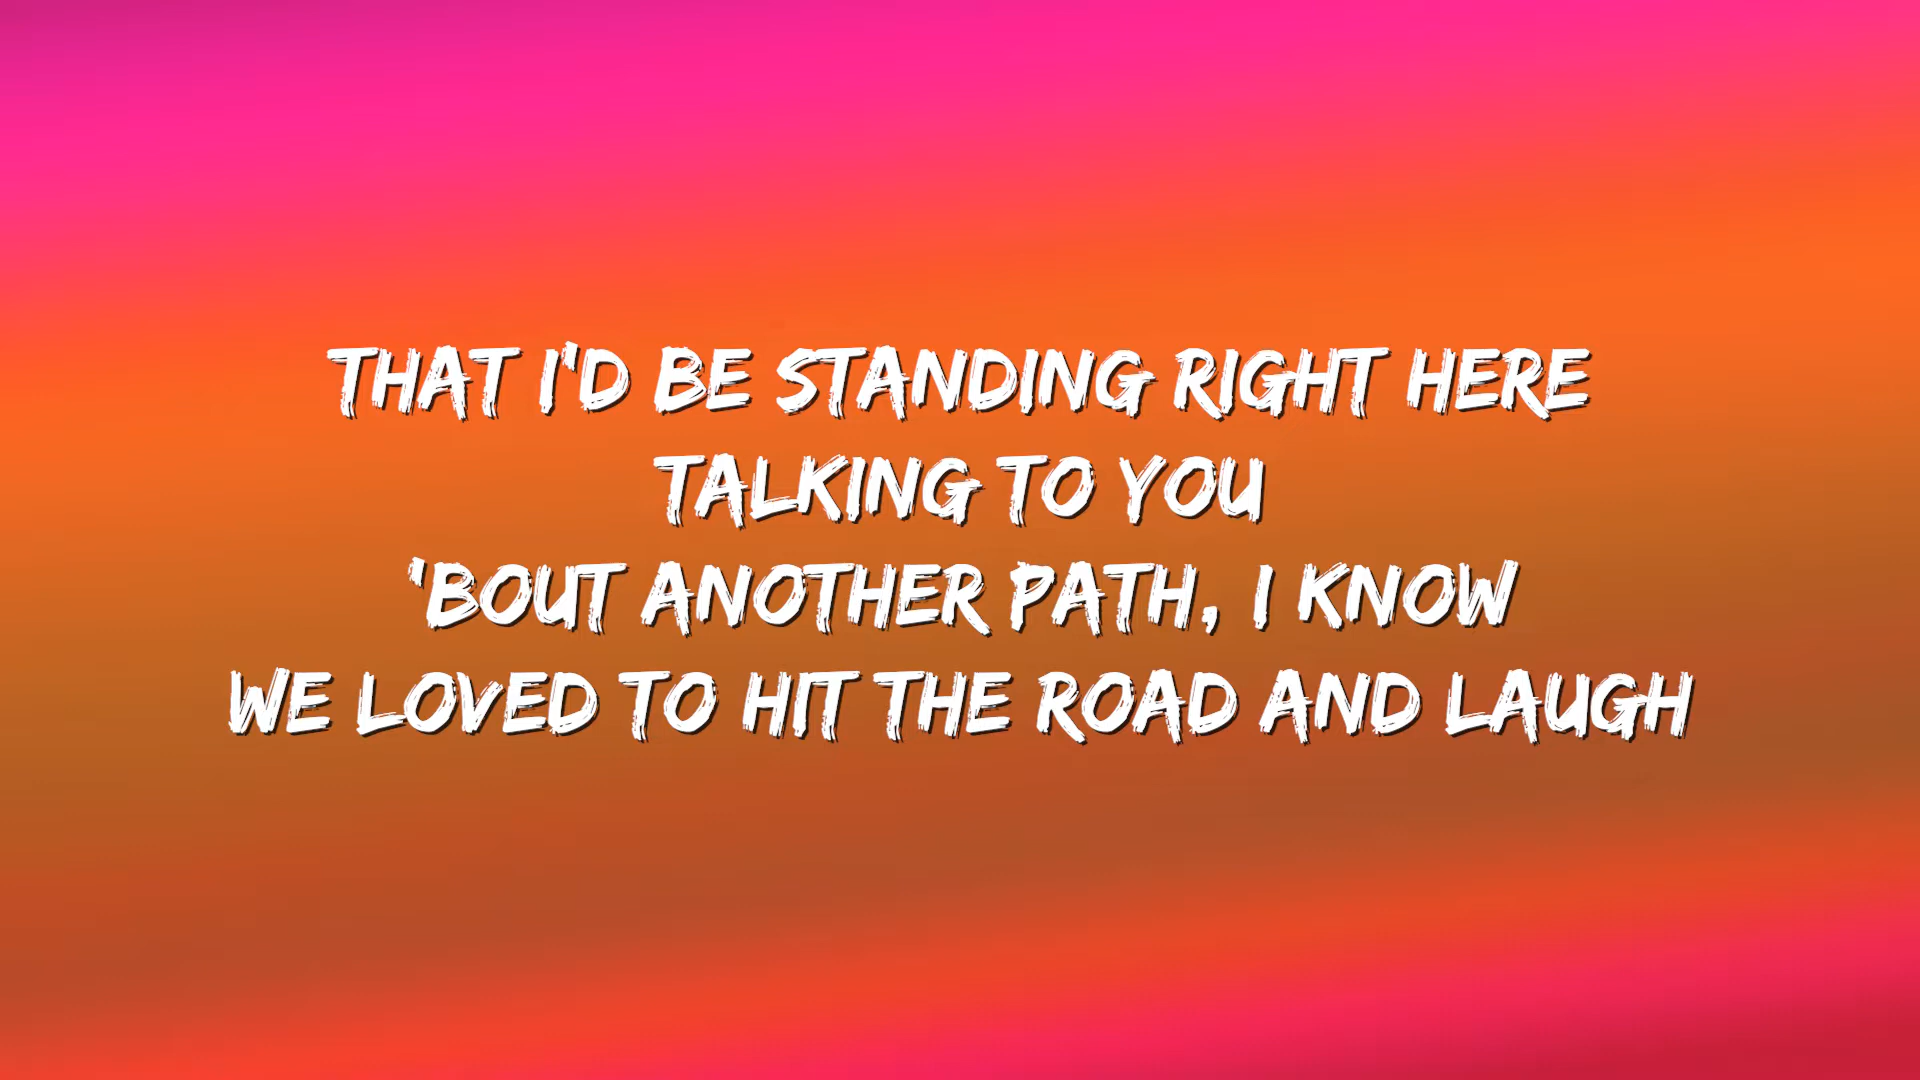 THAT I'D BE STANDING RIGHT HERE
TALKING TO YOU
'BOUT ANOTHER PATH, I KNOW
WE LOVED TO HIT THE ROAD AND LAUGH